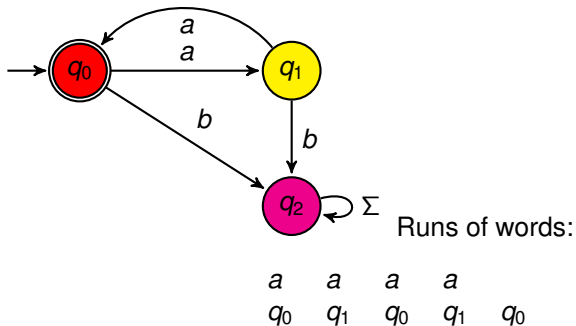 a
q0 a q1
b b
q2 Σ
Runs of words:
a a a a
q0 q1 q0 q1 q0